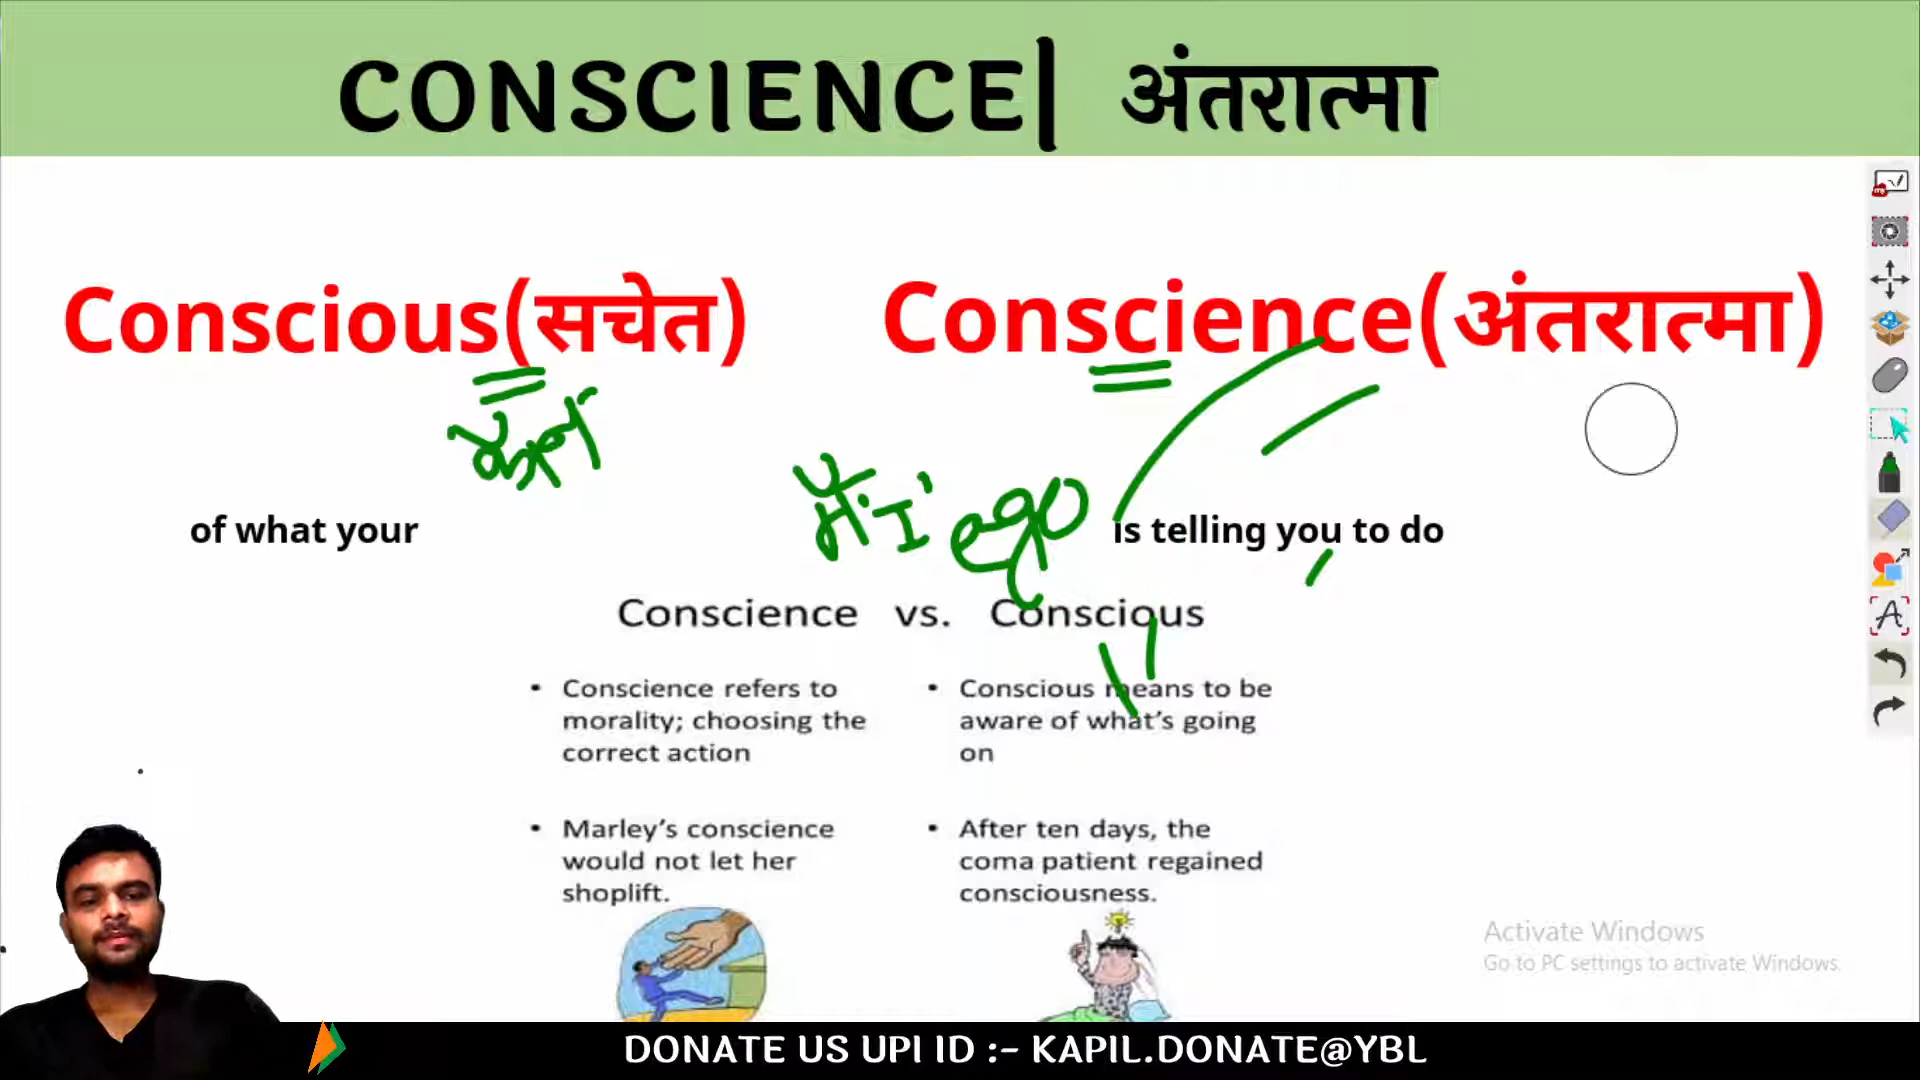 CONSCIENCE| अंतरात्मा
Conscious(सचेत) Conscience(अंतरात्मा)
मैं 'I' ego
of what your is telling you to do
Conscience vs. Conscious
• Conscience refers to
morality; choosing the
correct action
• Marley's conscience
would not let her
shoplift.
• Conscious means to be
aware of what's going
on
• After ten days, the
coma patient regained
consciousness.
Activate Windows
Go to PC settings to activate Windows.
DONATE US UPI ID :- KAPIL.DONATE@YBL